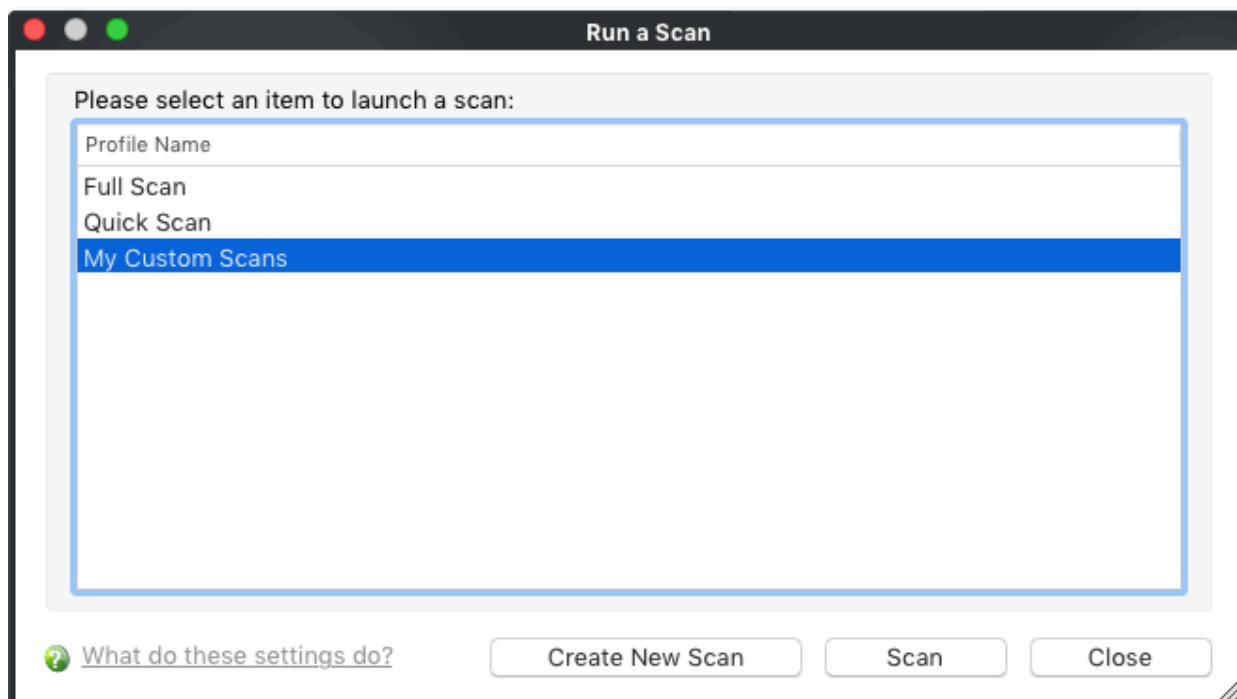 Run a Scan
Please select an item to launch a scan:
Profile Name
Full Scan
Quick Scan
My Custom Scans
What do these settings do?
Create New Scan
Scan
Close